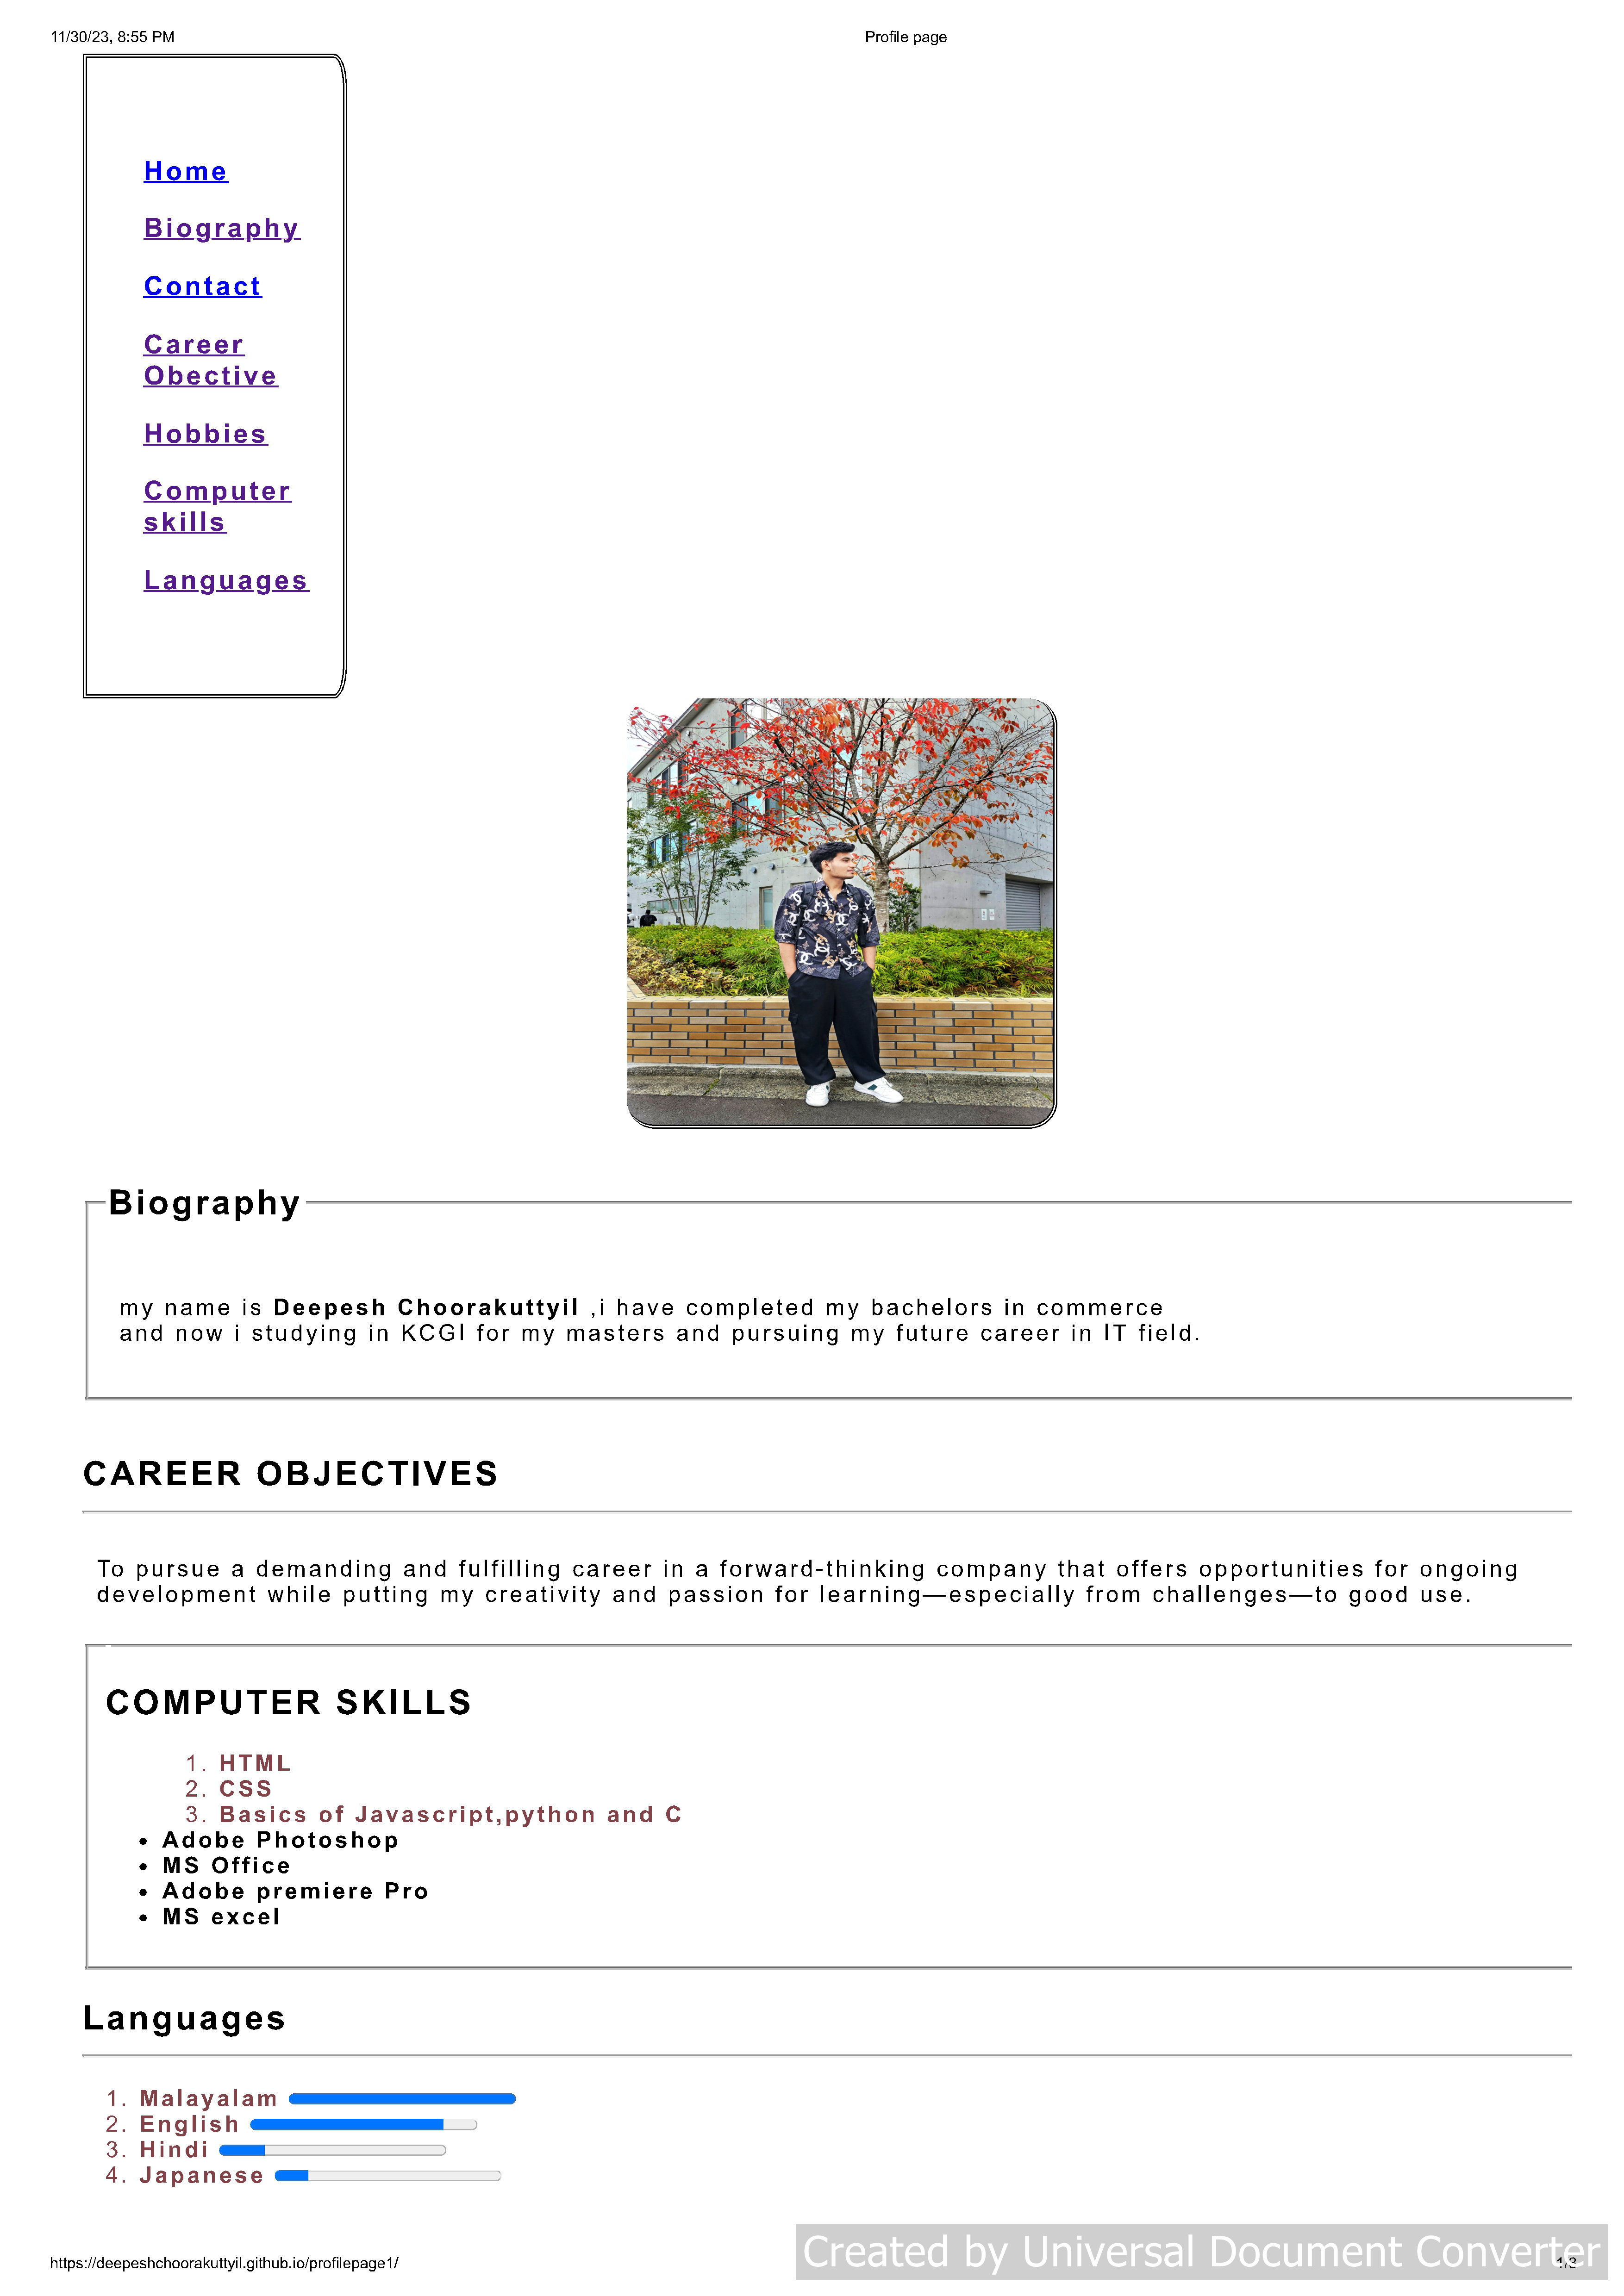 11/30/23, 8:55 PM
Profile page
Home
Biography
Contact
Career
Obective
Hobbies
Computer
skills
Languages
Biography
my name is Deepesh Choorakuttyil ,i have completed my bachelors in commerce
and now i studying in KCGI for my masters and pursuing my future career in IT field.
CAREER OBJECTIVES
To pursue a demanding and fulfilling career in a forward-thinking company that offers opportunities for ongoing
development while putting my creativity and passion for learning—especially from challenges—to good use.
COMPUTER SKILLS
1. HTML
2. CSS
3. Basics of Javascript,python and C
• Adobe Photoshop
• MS Office
• Adobe premiere Pro
• MS excel
Languages
1. Malayalam
2. English
3. Hindi
4. Japanese
https://deepeshchoorakuttyil.github.io/profilepage1/
Created by Universal Document Converter
1/3